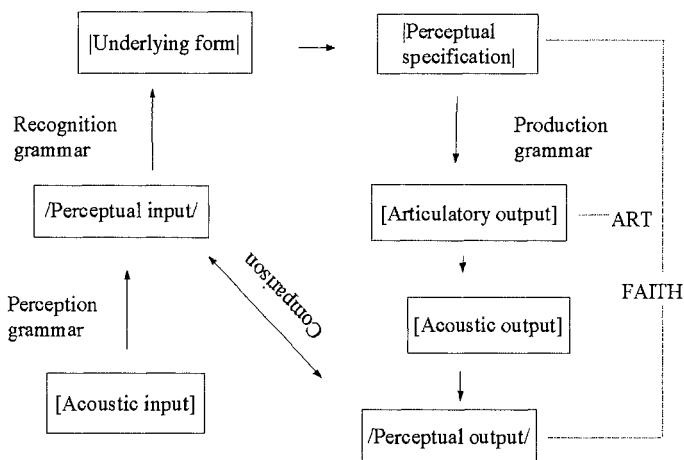 |Underlying form|
|Perceptual
specification|
Recognition
grammar
Production
grammar
/Perceptual input/
[Articulatory output]
ART
Comparison
FAITH
Perception
grammar
[Acoustic output]
[Acoustic input]
/Perceptual output/